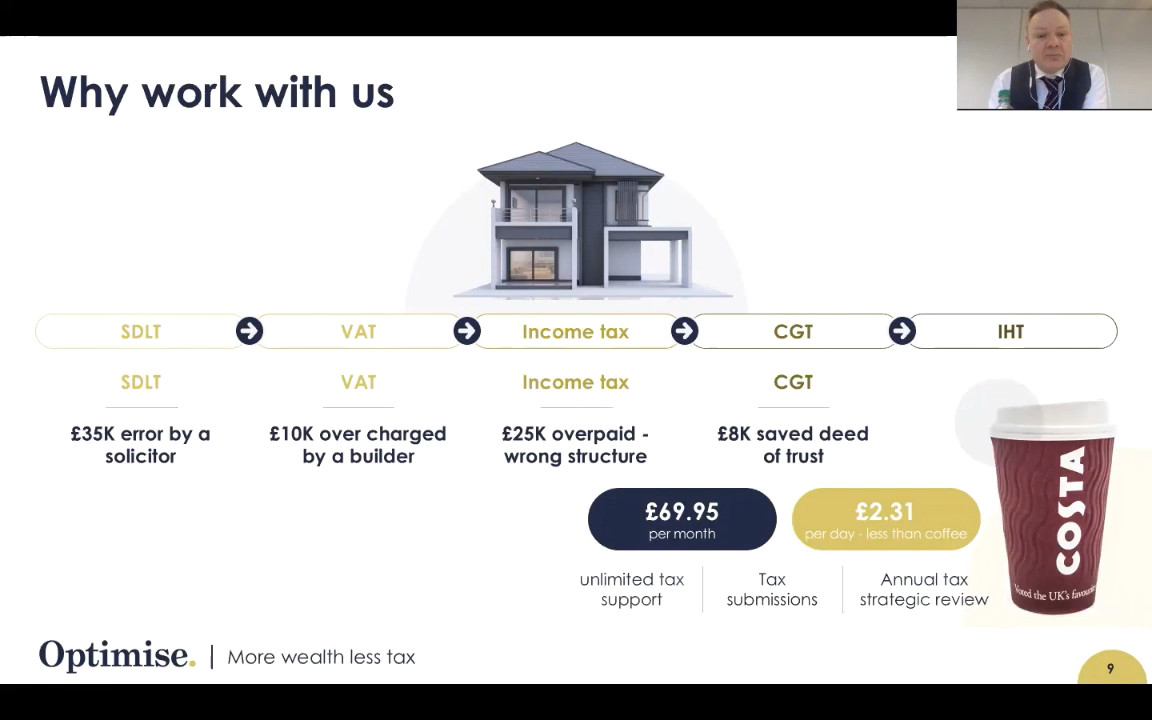 Why work with us
SDLT
VAT
Income tax
CGT
IHT
SDLT
VAT
Income tax
CGT
£35K error by a
solicitor
£10K over charged
by a builder
£25K overpaid -
wrong structure
£8K saved deed
of trust
£69.95
per month
£2.31
per day - less than coffee
COSTA
Voted the UK's favourite
unlimited tax
support
Tax
submissions
Annual tax
strategic review
Optimise.
More wealth less tax
9